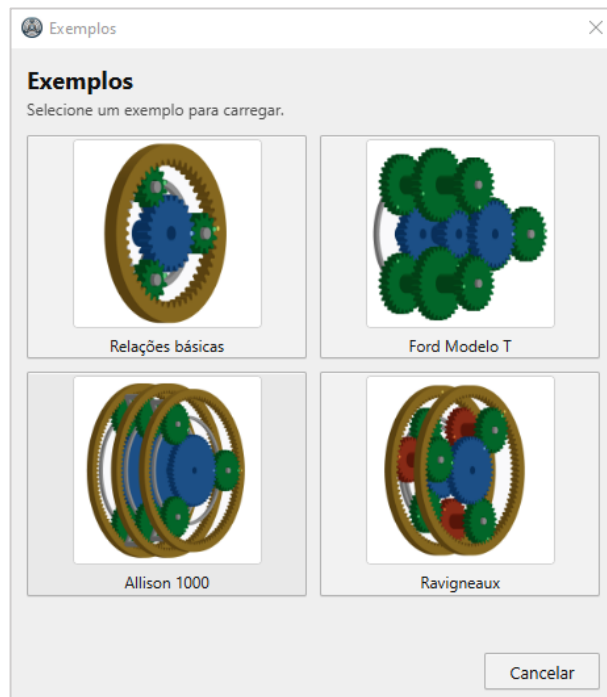 Exemplos
Exemplos
Selecione um exemplo para carregar.
Relações básicas
Ford Modelo T
Allison 1000
Ravigneaux
Cancelar